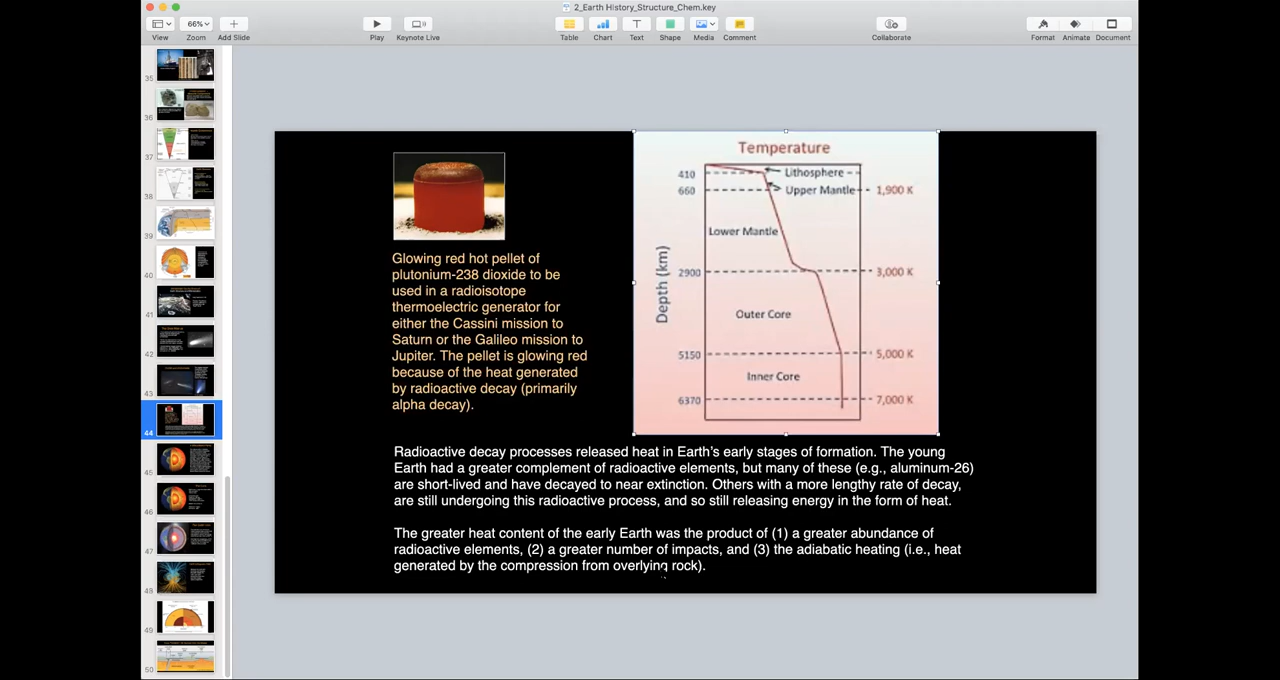 2_Earth History_Structure_Chem.key
66%
View
Zoom
Add Slide
Play
Keynote Live
Table
Chart
Text
Shape
Media
Comment
Collaborate
Format
Animate
Document
35
36
37
38
39
40
41
42
43
44
45
46
47
48
49
50
Glowing red hot pellet of
plutonium-238 dioxide to be
used in a radioisotope
thermoelectric generator for
either the Cassini mission to
Saturn or the Galileo mission to
Jupiter. The pellet is glowing red
because of the heat generated
by radioactive decay (primarily
alpha decay).
Temperature
Depth (km)
410
Lithosphere
660
Upper Mantle
1,900 K
Lower Mantle
2900
3,000 K
Outer Core
5150
5,000 K
Inner Core
6370
7,000 K
Radioactive decay processes released heat in Earth's early stages of formation. The young
Earth had a greater complement of radioactive elements, but many of these (e.g., aluminum-26)
are short-lived and have decayed to near extinction. Others with a more lengthy rate of decay,
are still undergoing this radioactive process, and so still releasing energy in the form of heat.
The greater heat content of the early Earth was the product of (1) a greater abundance of
radioactive elements, (2) a greater number of impacts, and (3) the adiabatic heating (i.e., heat
generated by the compression from overlying rock).